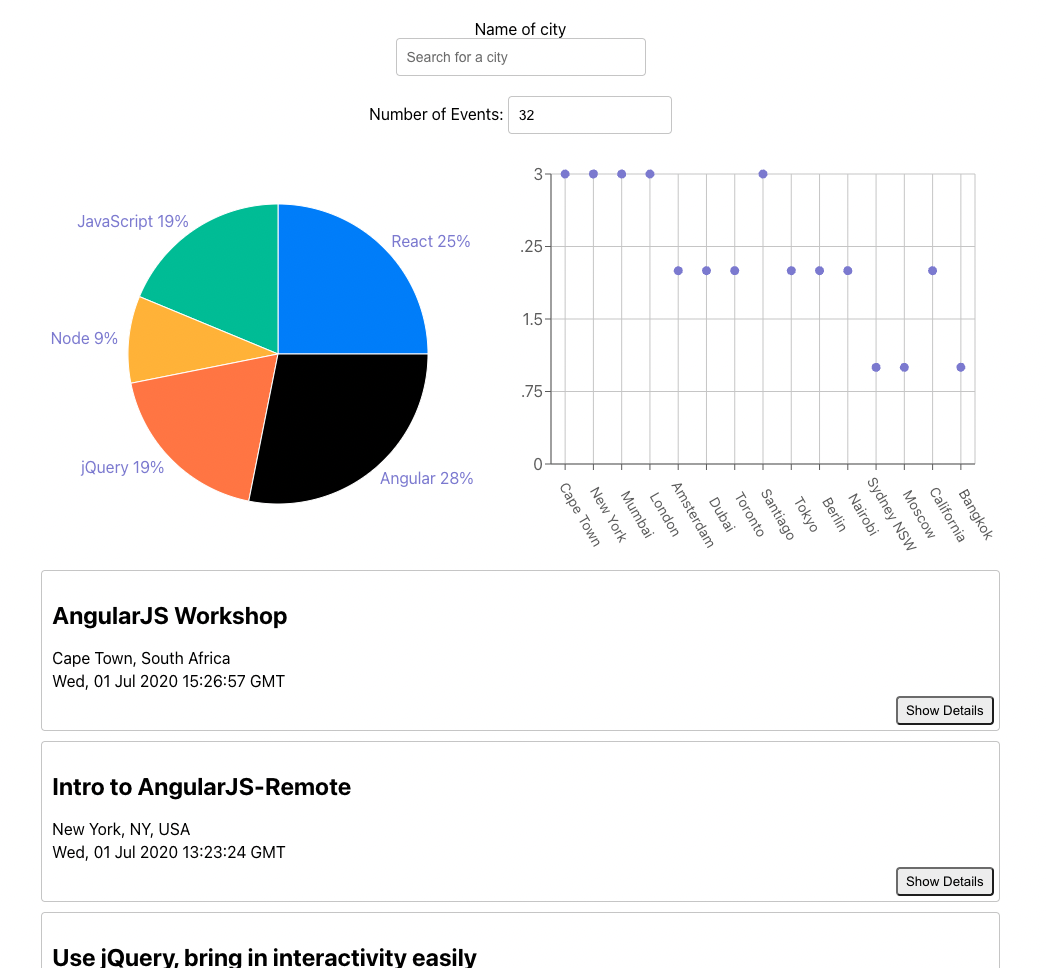 Name of city
Search for a city
Number of Events: 32
JavaScript 19%
React 25%
Node 9%
jQuery 19%
Angular 28%
3
.25
1.5
.75
0
Cape Town
New York
Mumbai
London
Amsterdam
Dubai
Toronto
Santiago
Tokyo
Berlin
Nairobi
Sydney NSW
Moscow
California
Bangkok
AngularJS Workshop
Cape Town, South Africa
Wed, 01 Jul 2020 15:26:57 GMT
Show Details
Intro to AngularJS-Remote
New York, NY, USA
Wed, 01 Jul 2020 13:23:24 GMT
Show Details
Use jQuery, bring in interactivity easily